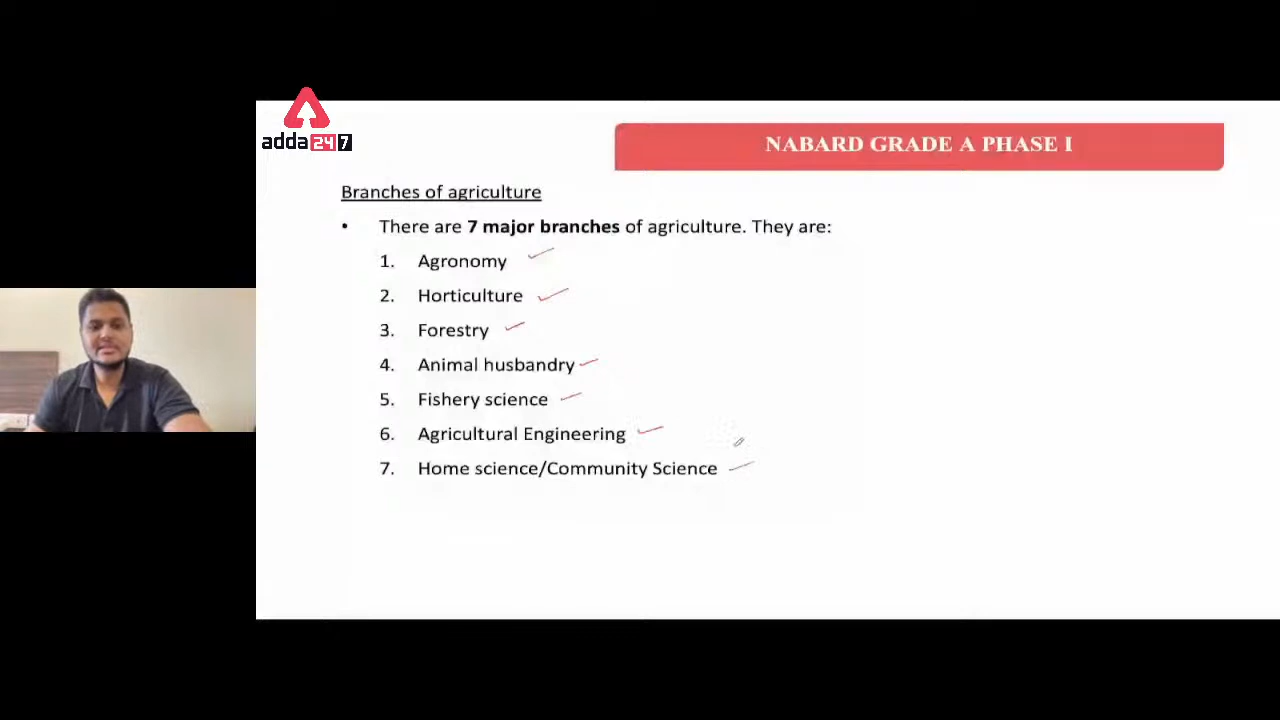 adda247
NABARD GRADE A PHASE I
Branches of agriculture
• There are 7 major branches of agriculture. They are:
1. Agronomy
2. Horticulture
3. Forestry
4. Animal husbandry
5. Fishery science
6. Agricultural Engineering
7. Home science/Community Science